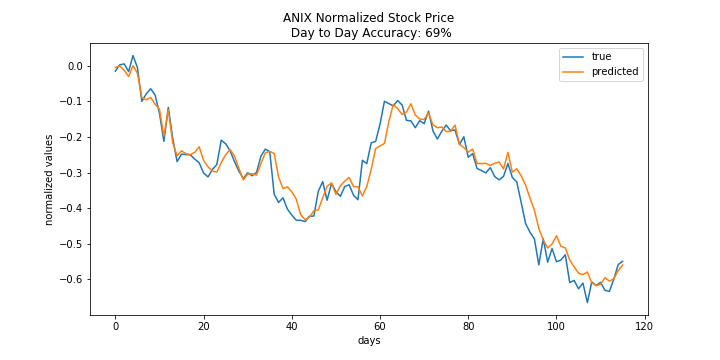 ANIX Normalized Stock Price
Day to Day Accuracy: 69%
true
predicted
normalized values
0.0
−0.1
−0.2
−0.3
−0.4
−0.5
−0.6
0 20 40 60 80 100 120
days